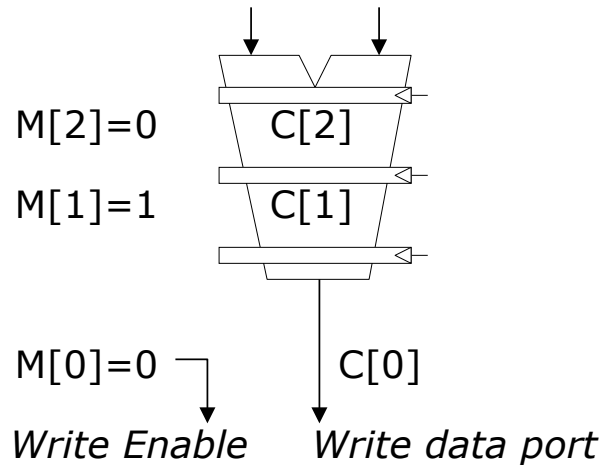 M[2]=0 C[2]
M[1]=1 C[1]
M[0]=0 C[0]
Write Enable Write data port